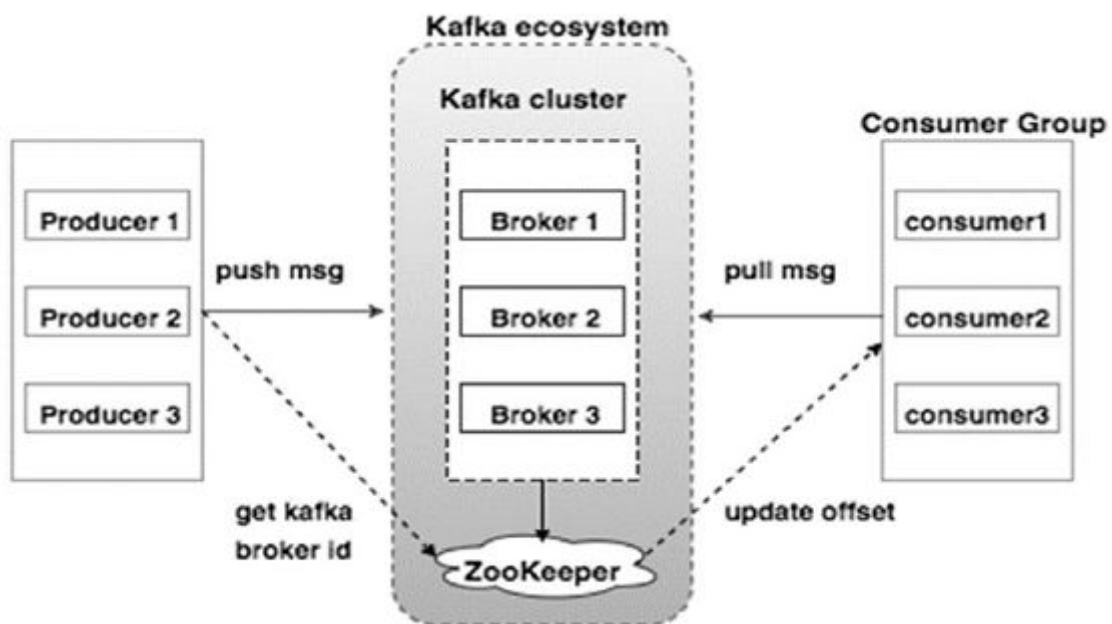 Kafka ecosystem
Kafka cluster
Consumer Group
Producer 1
Broker 1
consumer1
push msg
pull msg
Producer 2
Broker 2
consumer2
Producer 3
Broker 3
consumer3
get kafka
broker id
update offset
ZooKeeper